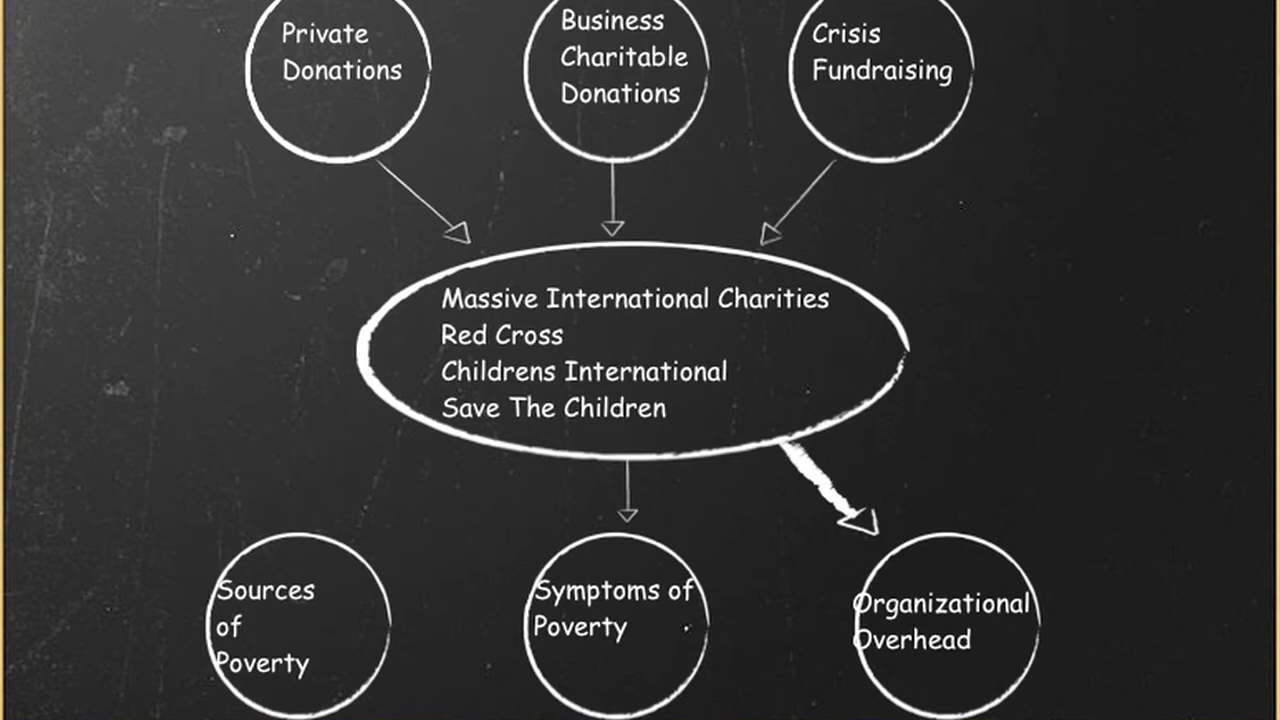 Private
Donations
Business
Charitable
Donations
Crisis
Fundraising
Massive International Charities
Red Cross
Childrens International
Save The Children
Sources
of
Poverty
Symptoms of
Poverty
Organizational
Overhead